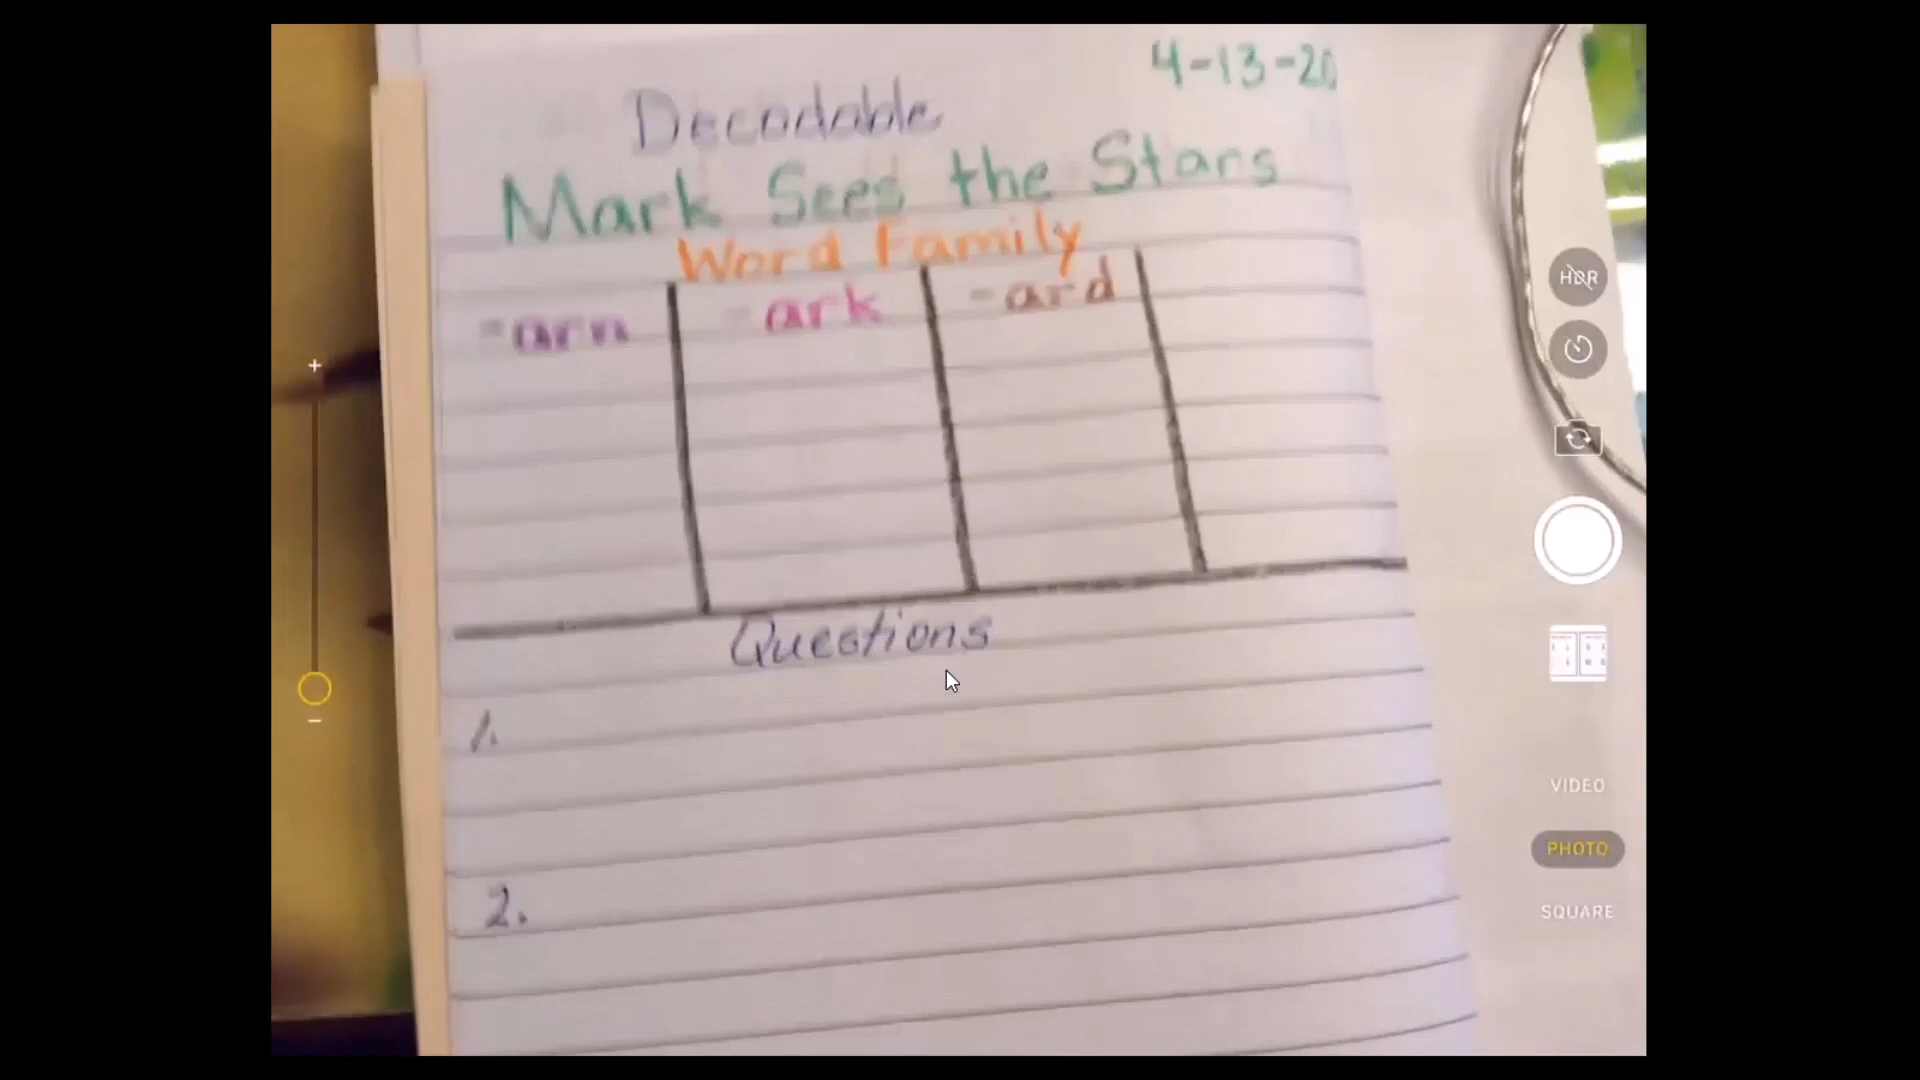 4-13-20
Decodable
Mark Sees the Stars
Word Family
-arn -ark -ard
Questions
1.
2.
HDR
VIDEO
PHOTO
SQUARE